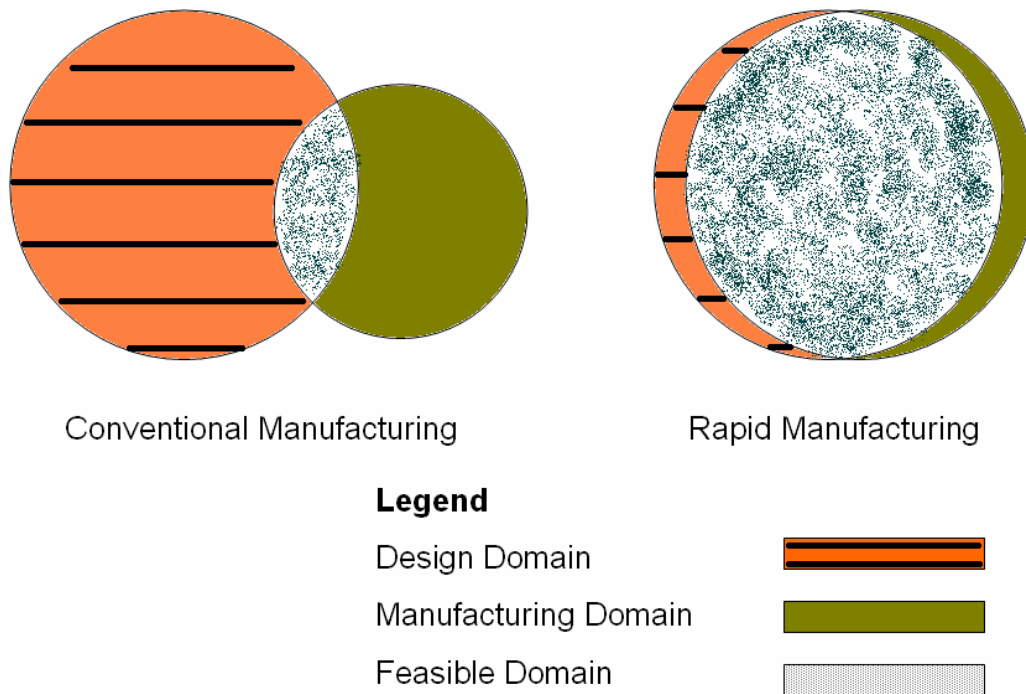 Conventional Manufacturing
Rapid Manufacturing
Legend
Design Domain
Manufacturing Domain
Feasible Domain